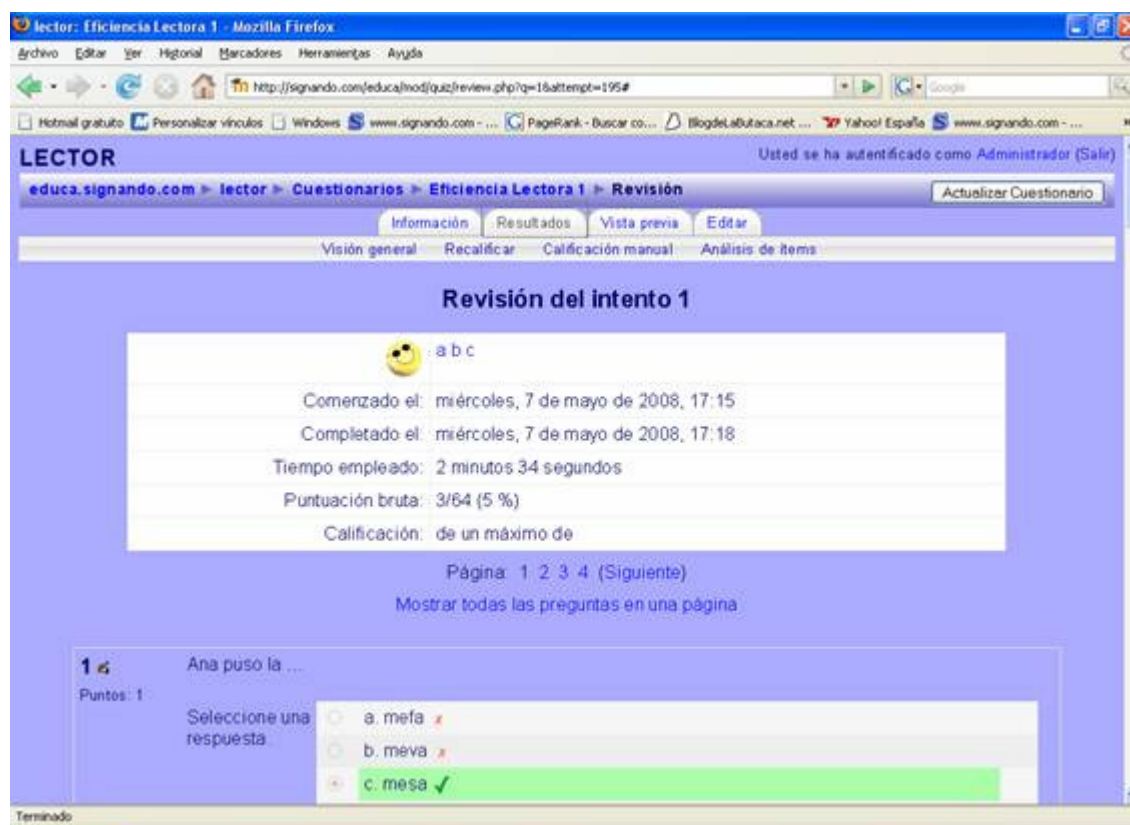 lector: Eficiencia Lectora 1 - Mozilla Firefox
Archivo Editar Ver Historial Marcadores Herramientas Ayuda
http://signando.com/educa/mod/quiz/review.php?q=1&attempt=195# Google
Hotmail gratuito Personalizar vínculos Windows www.signando.com - ... PageRank - Buscar co... BlogdeLaButaca.net ... Yahoo! España www.signando.com - ...
LECTOR Usted se ha autentificado como Administrador (Salir)
educa.signando.com ► lector ► Cuestionarios ► Eficiencia Lectora 1 ► Revisión Actualizar Cuestionario
Información Resultados Vista previa Editar
Visión general Recalificar Calificación manual Análisis de ítems
Revisión del intento 1
a b c
Comenzado el: miércoles, 7 de mayo de 2008, 17:15
Completado el: miércoles, 7 de mayo de 2008, 17:18
Tiempo empleado: 2 minutos 34 segundos
Puntuación bruta: 3/64 (5 %)
Calificación: de un máximo de
Página: 1 2 3 4 (Siguiente)
Mostrar todas las preguntas en una página
1 Ana puso la ...
Puntos: 1
Seleccione una respuesta.
a. mefa
b. meva
c. mesa
Terminado